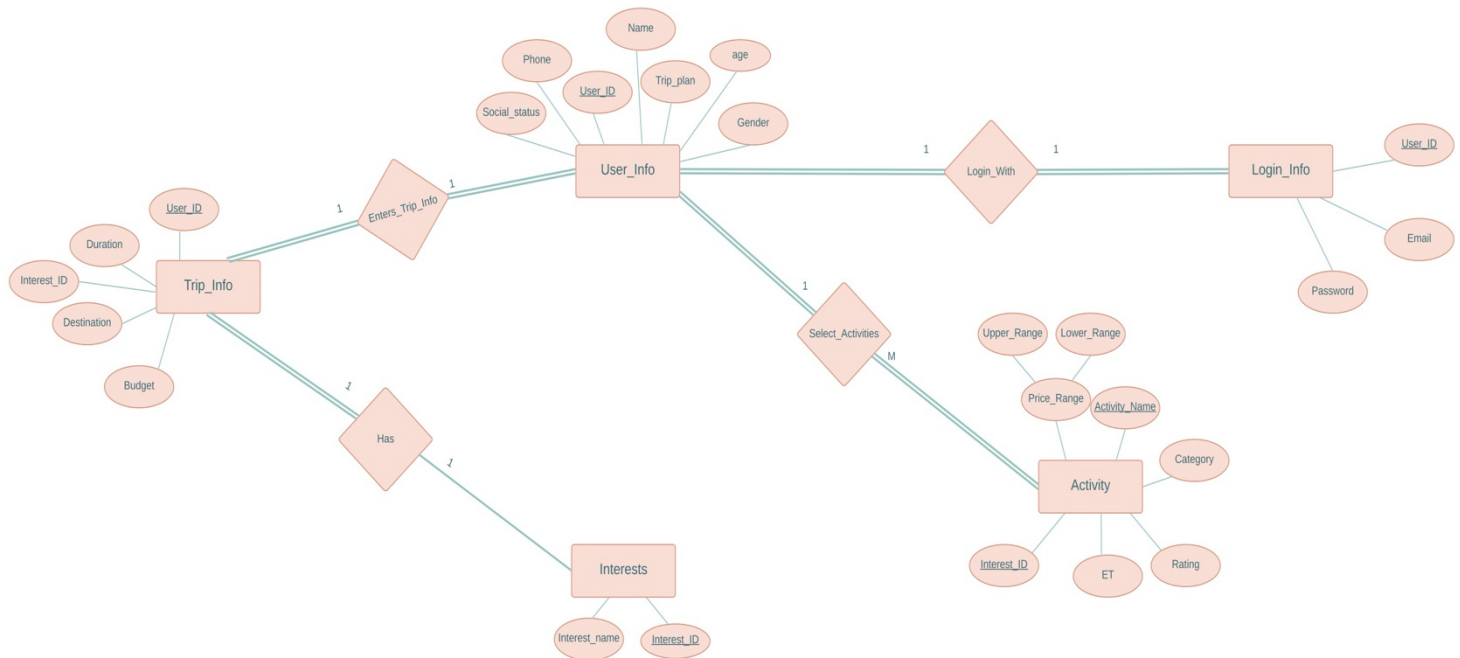 Name
Phone
age
Trip_plan
User_ID
Social_status
Gender
User_Info
1
1
Login_With
Login_Info
User_ID
Email
Password
1
Enters_Trip_Info
1
User_ID
Duration
Interest_ID
Trip_Info
Destination
Budget
1
Has
1
Interests
Interest_name
Interest_ID
1
Select_Activities
M
Upper_Range
Lower_Range
Price_Range
Activity_Name
Category
Activity
Interest_ID
ET
Rating